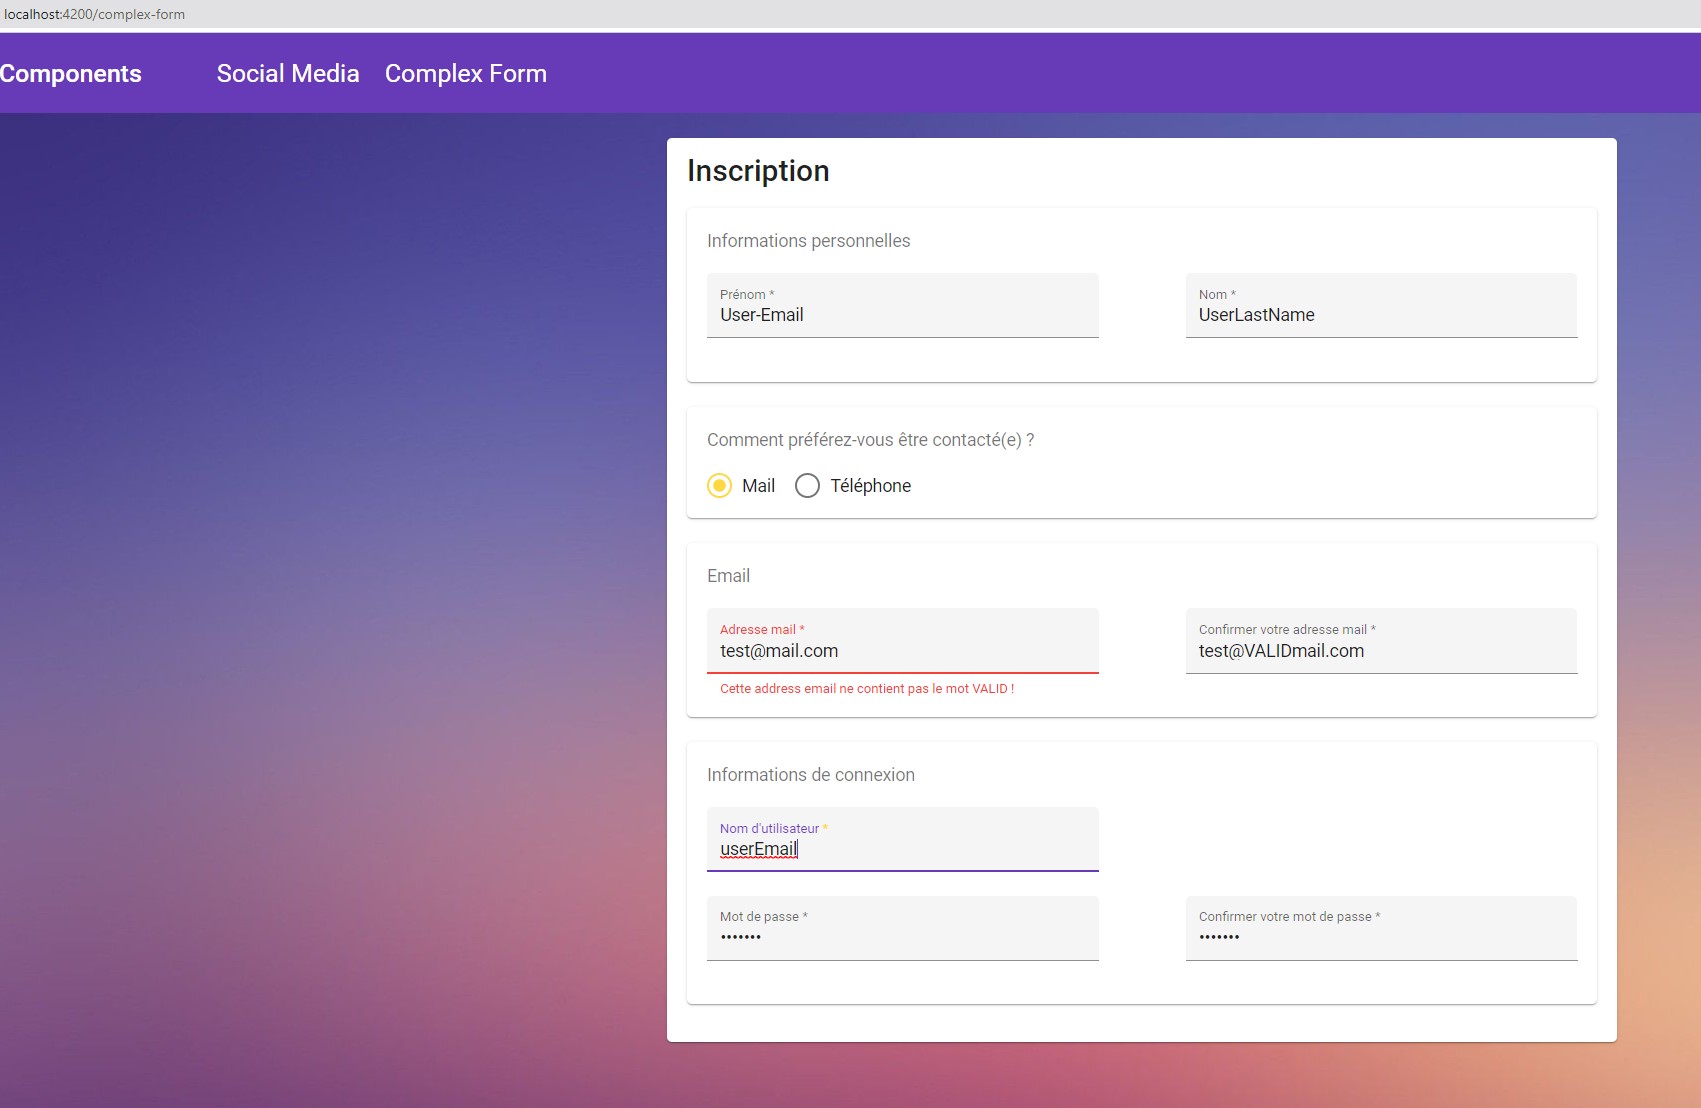 localhost:4200/complex-form
Components Social Media Complex Form
Inscription
Informations personnelles
Prénom * Nom *
User-Email UserLastName
Comment préférez-vous être contacté(e) ?
Mail Téléphone
Email
Adresse mail * Confirmer votre adresse mail *
test@mail.com test@VALIDmail.com
Cette address email ne contient pas le mot VALID !
Informations de connexion
Nom d'utilisateur *
userEmail
Mot de passe * Confirmer votre mot de passe *
••••••• •••••••